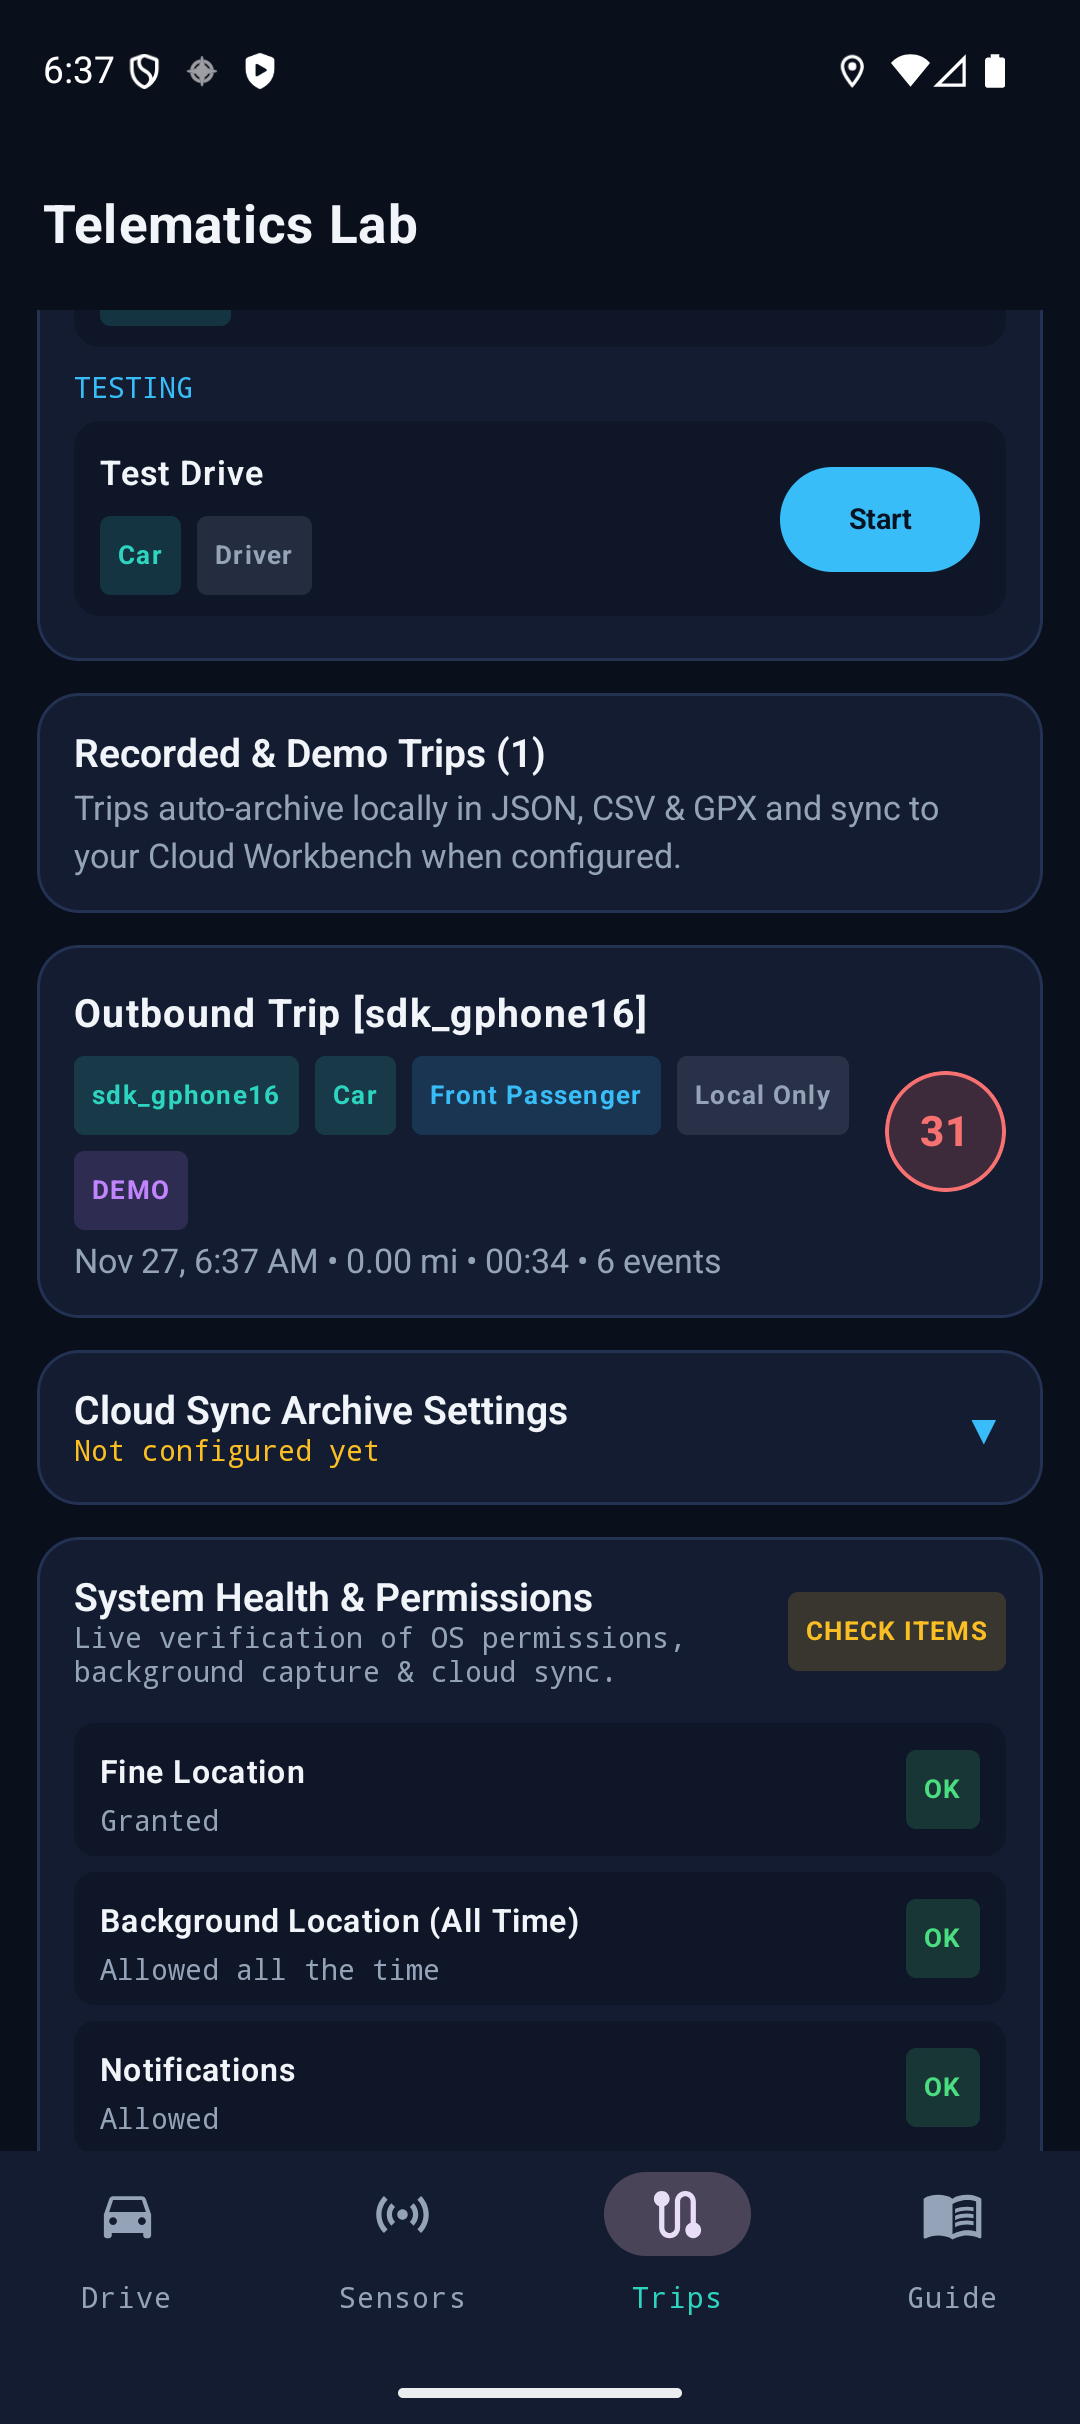 6:37
Telematics Lab
TESTING
Test Drive
Car
Driver
Start
Recorded & Demo Trips (1)
Trips auto-archive locally in JSON, CSV & GPX and sync to
your Cloud Workbench when configured.
Outbound Trip [sdk_gphone16]
sdk_gphone16
Car
Front Passenger
Local Only
31
DEMO
Nov 27, 6:37 AM • 0.00 mi • 00:34 • 6 events
Cloud Sync Archive Settings
Not configured yet
System Health & Permissions
Live verification of OS permissions,
background capture & cloud sync.
CHECK ITEMS
Fine Location
Granted
OK
Background Location (All Time)
Allowed all the time
OK
Notifications
Allowed
OK
Drive
Sensors
Trips
Guide